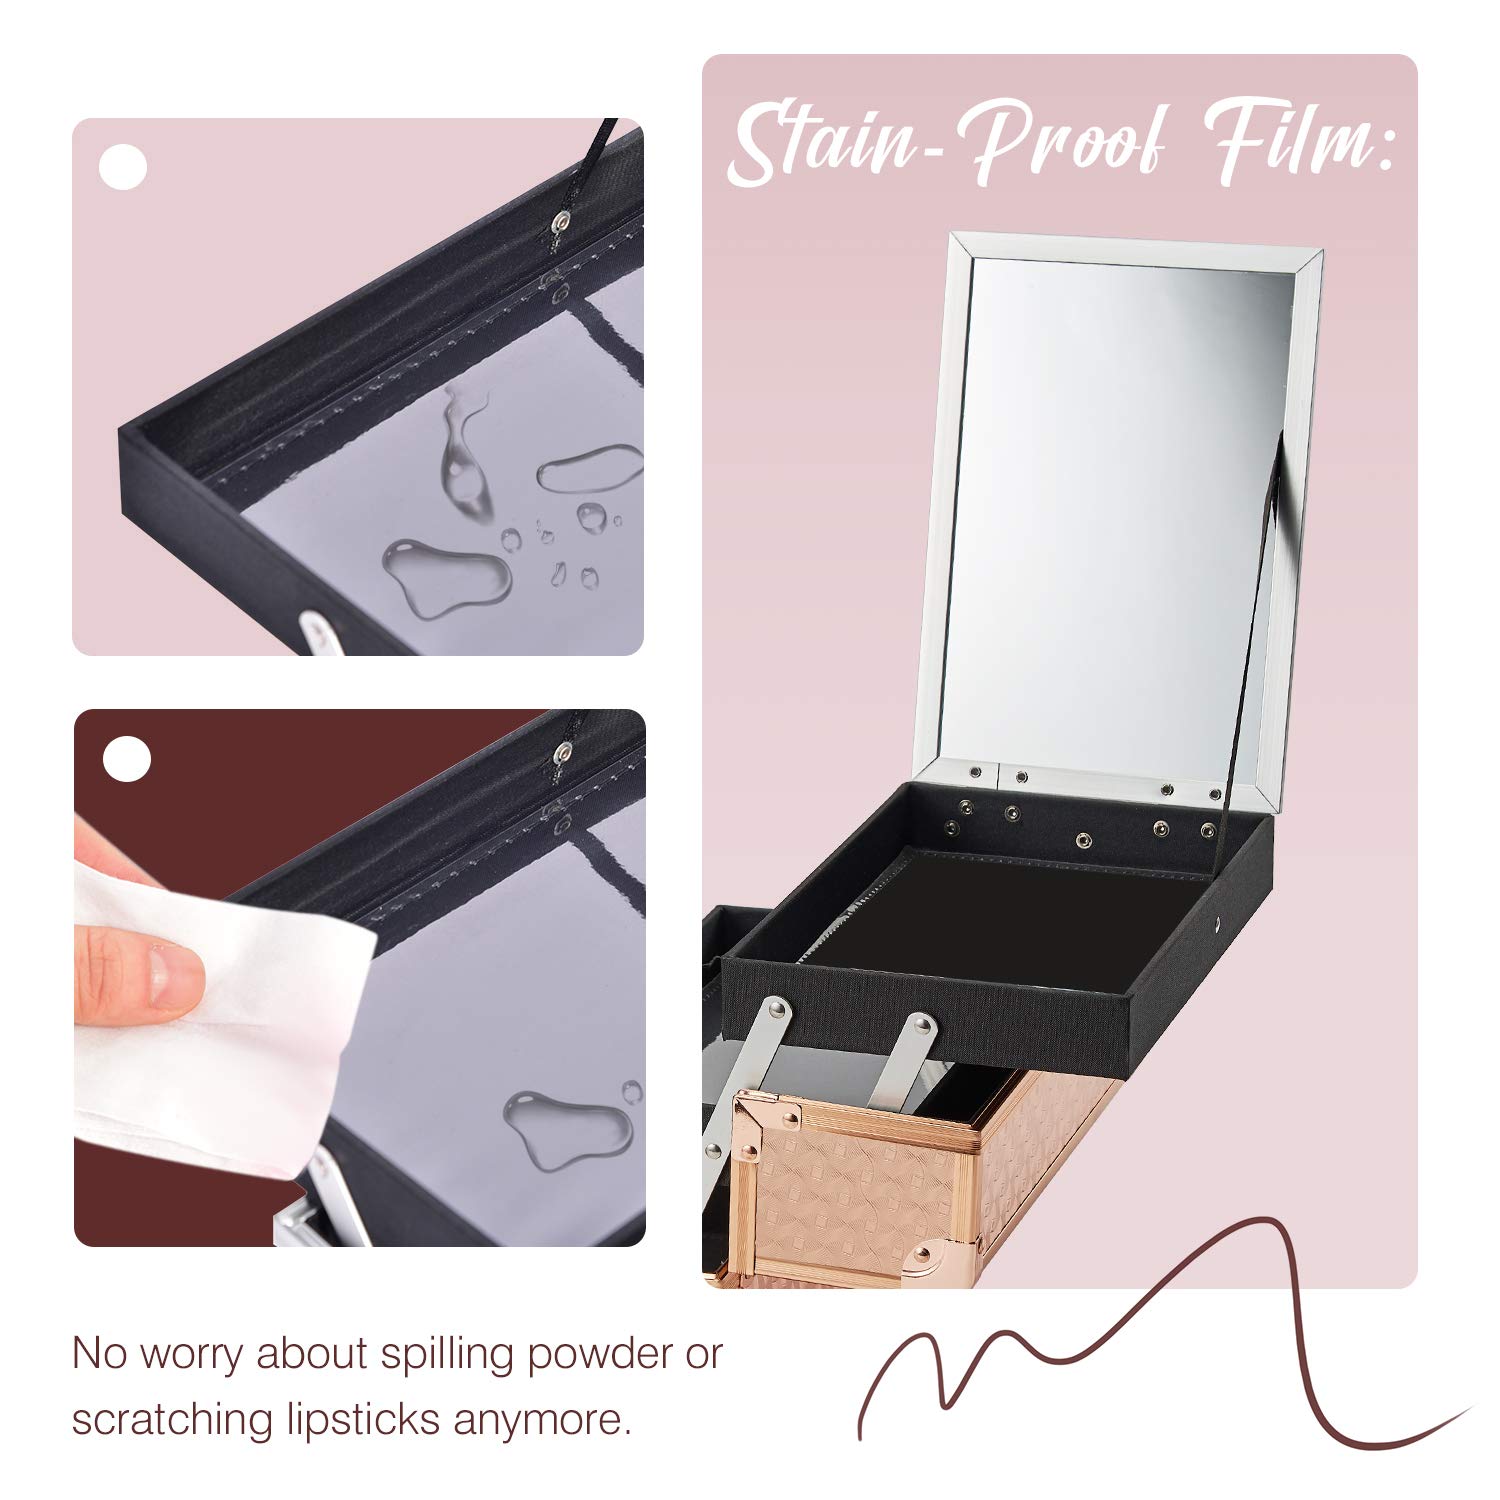 Stain-Proof Film:
No worry about spilling powder or
scratching lipsticks anymore.